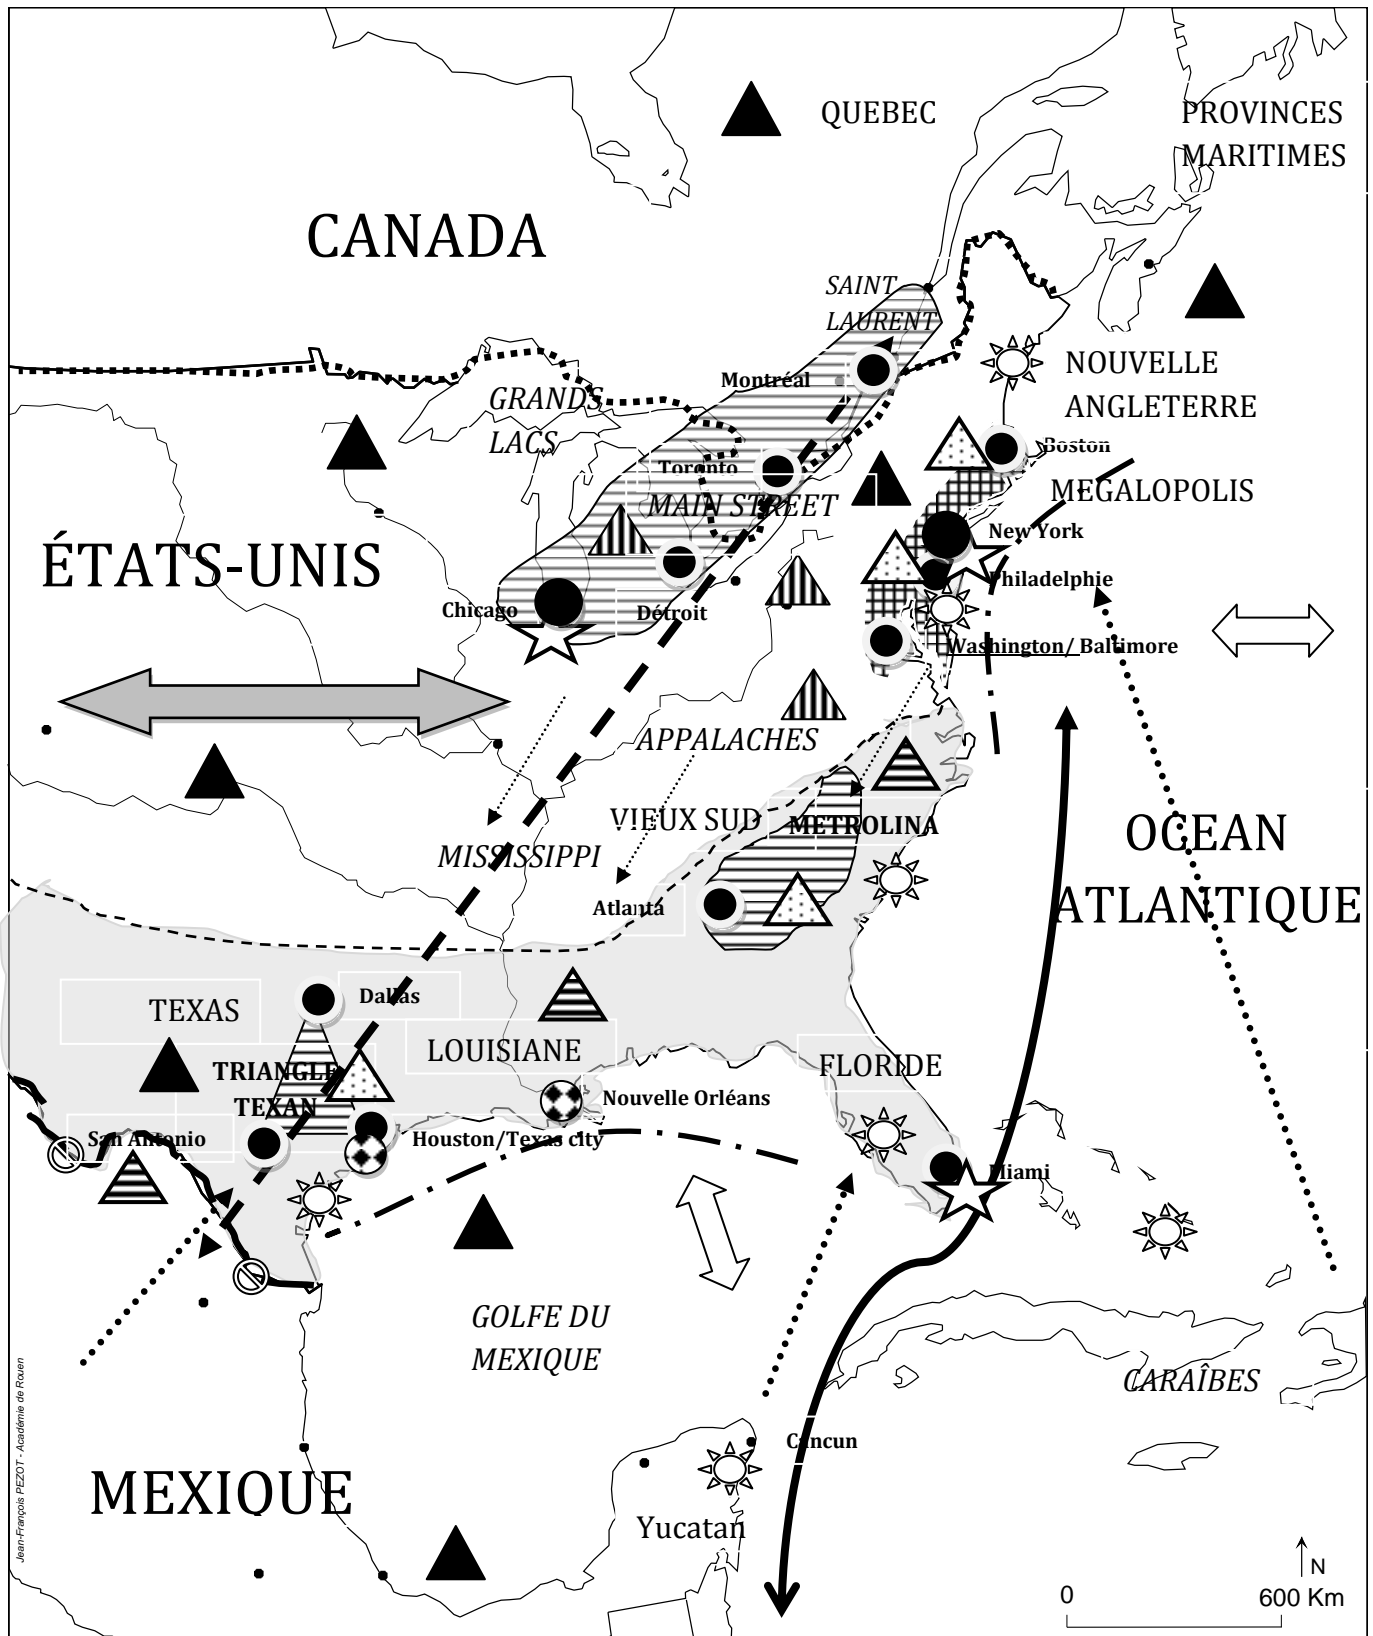 QUEBEC
PROVINCES
MARITIMES
CANADA
SAINT
LAURENT
NOUVELLE
ANGLETERRE
Montréal
GRANDS
LACS
Boston
Toronto
MAIN STREET
MEGALOPOLIS
New York
ÉTATS-UNIS
Philadelphie
Chicago
Détroit
Washington/ Baltimore
APPALACHES
VIEUX SUD
METROLINA
OCEAN
ATLANTIQUE
MISSISSIPPI
Atlanta
Dallas
TEXAS
LOUISIANE
FLORIDE
TRIANGLE
TEXAN
Nouvelle Orléans
San Antonio
Houston/Texas city
Miami
GOLFE DU
MEXIQUE
CARAÎBES
Cancun
MEXIQUE
Yucatan
N
0
600 Km
Jean-François PEZOT - Académie de Rouen